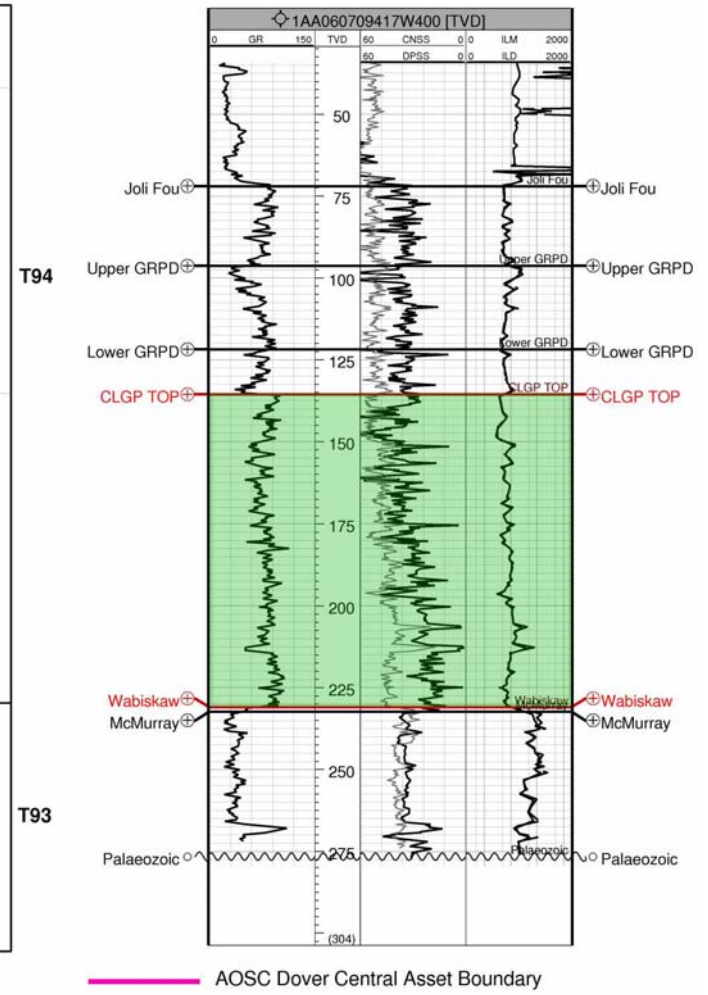 1AA060709417W400 [TVD]
0 GR 150 TVD 60 CNSS 0 0 ILM 2000
60 DPSS 0 0 ILD 2000
50
Joli Fou Joli Fou Joli Fou
75
T94
Upper GRPD Upper GRPD Upper GRPD
100
Lower GRPD Lower GRPD Lower GRPD
125
CLGP TOP CLGP TOP CLGP TOP
150
175
200
225
Wabiskaw Wabiskaw Wabiskaw
McMurray McMurray
250
T93
275
Palaeozoic Palaeozoic Palaeozoic
(304)
AOSC Dover Central Asset Boundary